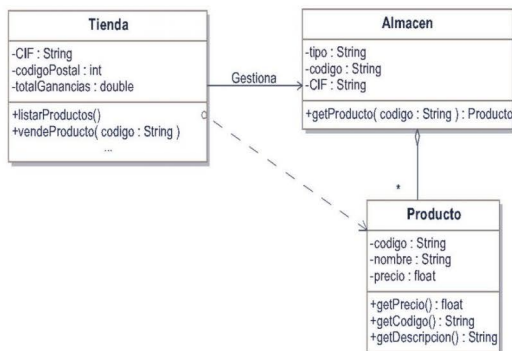 Tienda
-CIF : String
-codigoPostal : int
-totalGanancias : double
+listarProductos()
+vendeProducto( codigo : String )
...
Gestiona
Almacen
-tipo : String
-codigo : String
-CIF : String
+getProducto( codigo : String ) : Producto
*
Producto
-codigo : String
-nombre : String
-precio : float
+getPrecio() : float
+getCodigo() : String
+getDescripcion() : String